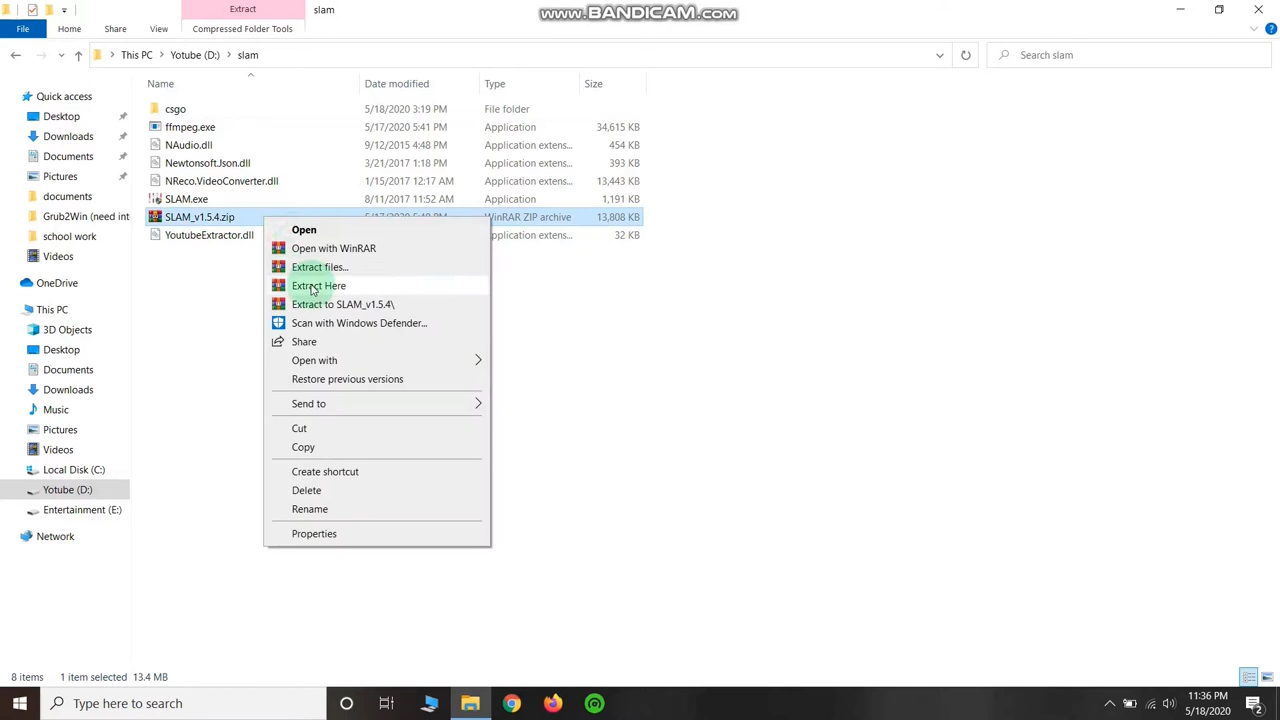 Extract
slam
www.BANDICAM.com
File
Home
Share
View
Compressed Folder Tools
This PC
Yotube (D:)
slam
Search slam
Name
Date modified
Type
Size
Quick access
Desktop
Downloads
Documents
Pictures
documents
Grub2Win (need int
school work
Videos
OneDrive
This PC
3D Objects
Desktop
Documents
Downloads
Music
Pictures
Videos
Local Disk (C:)
Yotube (D:)
Entertainment (E:)
Network
csgo 5/18/2020 3:19 PM File folder
ffmpeg.exe 5/17/2020 5:41 PM Application 34,615 KB
NAudio.dll 9/12/2015 4:48 PM Application extens... 454 KB
Newtonsoft.Json.dll 3/21/2017 1:18 PM Application extens... 393 KB
NReco.VideoConverter.dll 1/15/2017 12:17 AM Application extens... 13,443 KB
SLAM.exe 8/11/2017 11:52 AM Application 1,191 KB
SLAM_v1.5.4.zip WinRAR ZIP archive 13,808 KB
YoutubeExtractor.dll Application extens... 32 KB
Open
Open with WinRAR
Extract files...
Extract Here
Extract to SLAM_v1.5.4\
Scan with Windows Defender...
Share
Open with
Restore previous versions
Send to
Cut
Copy
Create shortcut
Delete
Rename
Properties
8 items
1 item selected 13.4 MB
Type here to search
11:36 PM
5/18/2020
2